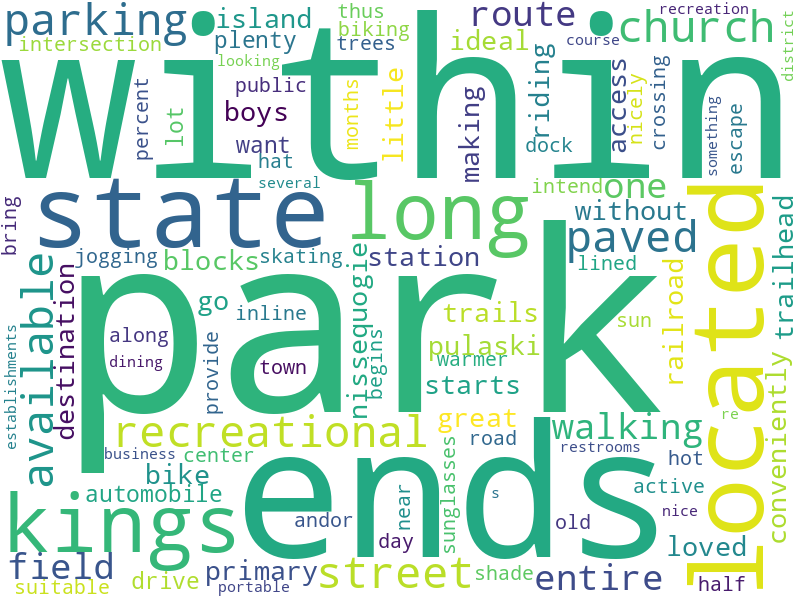 parking
island
thus
biking
route
recreation
church
intersection
plenty
trees
ideal
course
looking
within
district
percent
lot
public
boys
want
hat
several
months
little
making
riding
dock
access
nicely
crossing
something
escape
state
long
intend
one
without
paved
located
bring
jogging
blocks
skating
station
lined
trailhead
available
destination
go
inline
nissequogie
trails
sun
railroad
park
along
dining
town
provide
begins
pulaski
warmer
starts
establishments
recreational
great
road
walking
re
conveniently
business
center
restrooms
hot
bike
automobile
ends
sunglasses
s
active
kings
andor
near
old
nice
day
loved
field
suitable
drive
primary
portable
street
shade
entire
half